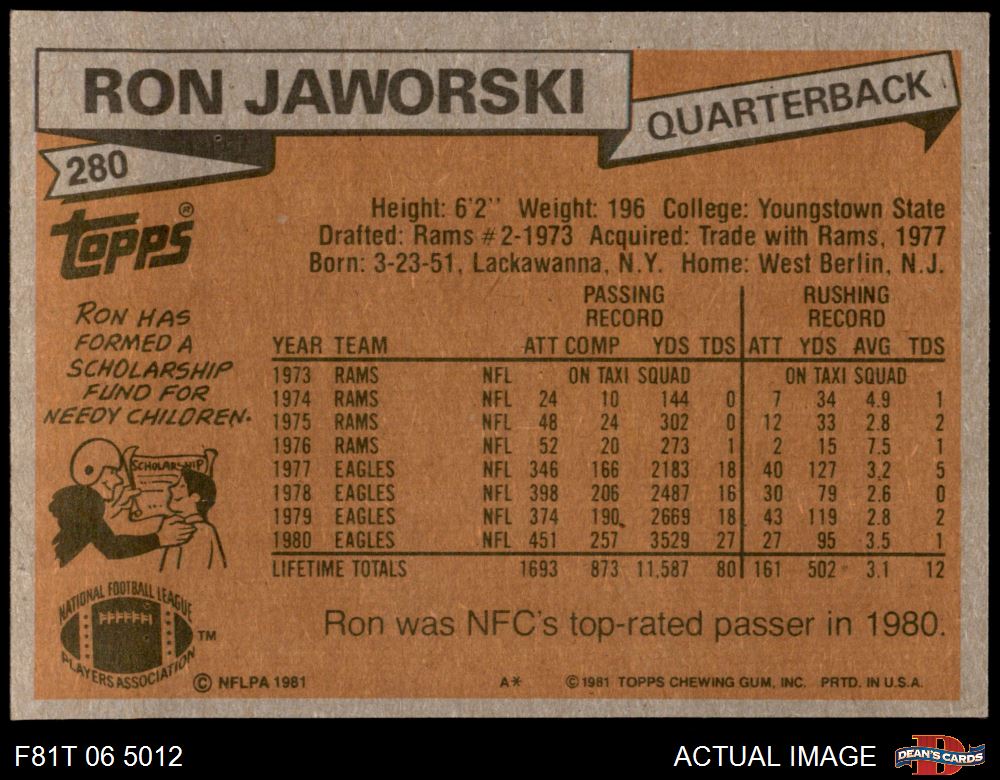 RON JAWORSKI
QUARTERBACK
280
topps®
Height: 6'2'' Weight: 196 College: Youngstown State
Drafted: Rams #2-1973 Acquired: Trade with Rams, 1977
Born: 3-23-51, Lackawanna, N.Y. Home: West Berlin, N.J.
RON HAS
FORMED A
SCHOLARSHIP
FUND FOR
NEEDY CHILDREN.
SCHOLARSHIP
PASSING RUSHING
RECORD RECORD
YEAR TEAM ATT COMP YDS TDS ATT YDS AVG TDS
1973 RAMS NFL ON TAXI SQUAD ON TAXI SQUAD
1974 RAMS NFL 24 10 144 0 7 34 4.9 1
1975 RAMS NFL 48 24 302 0 12 33 2.8 2
1976 RAMS NFL 52 20 273 1 2 15 7.5 1
1977 EAGLES NFL 346 166 2183 18 40 127 3.2 5
1978 EAGLES NFL 398 206 2487 16 30 79 2.6 0
1979 EAGLES NFL 374 190 2669 18 43 119 2.8 2
1980 EAGLES NFL 451 257 3529 27 27 95 3.5 1
LIFETIME TOTALS 1693 873 11,587 80 161 502 3.1 12
Ron was NFC's top-rated passer in 1980.
NATIONAL FOOTBALL LEAGUE
PLAYERS ASSOCIATION
TM
© NFLPA 1981 A* © 1981 TOPPS CHEWING GUM, INC. PRTD. IN U.S.A.
F81T 06 5012 ACTUAL IMAGE
DEAN'S CARDS